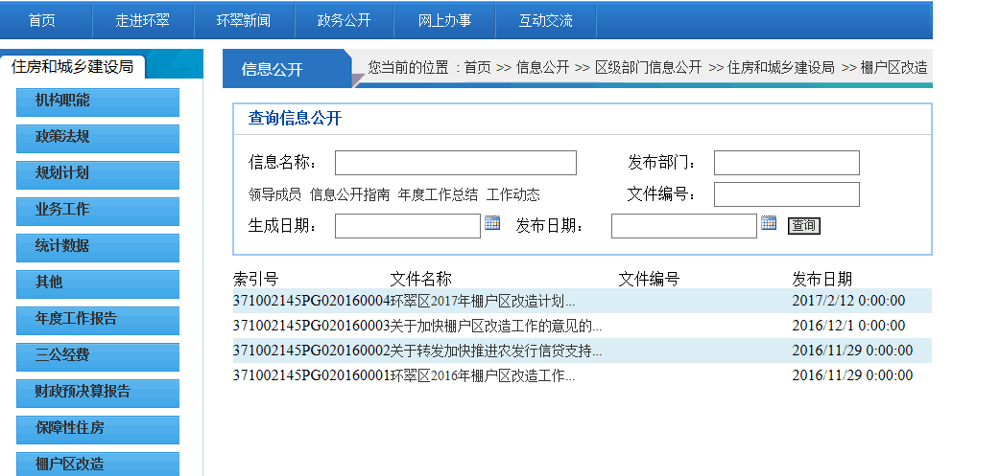 首页 走进环翠 环翠新闻 政务公开 网上办事 互动交流
住房和城乡建设局
机构职能
政策法规
规划计划
业务工作
统计数据
其他
年度工作报告
三公经费
财政预决算报告
保障性住房
棚户区改造
信息公开 您当前的位置 ：首页 >> 信息公开 >> 区级部门信息公开 >> 住房和城乡建设局 >> 棚户区改造
查询信息公开
信息名称： 发布部门：
领导成员 信息公开指南 年度工作总结 工作动态 文件编号：
生成日期： 发布日期： 查询
索引号 文件名称 文件编号 发布日期
371002145PG020160004 环翠区2017年棚户区改造计划... 2017/2/12 0:00:00
371002145PG020160003 关于加快棚户区改造工作的意见的... 2016/12/1 0:00:00
371002145PG020160002 关于转发加快推进农发行信贷支持... 2016/11/29 0:00:00
371002145PG020160001 环翠区2016年棚户区改造工作... 2016/11/29 0:00:00